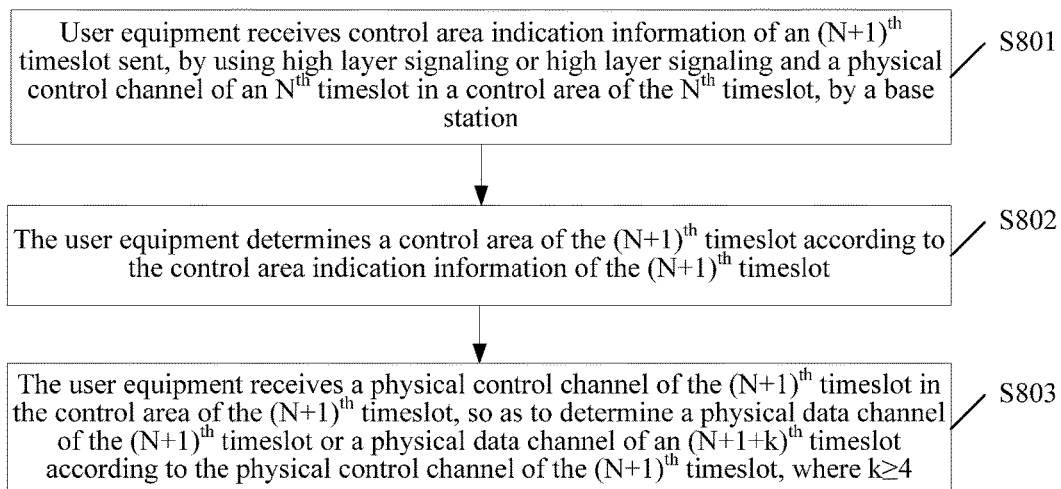 User equipment receives control area indication information of an (N+1)th
timeslot sent, by using high layer signaling or high layer signaling and a physical
control channel of an Nth timeslot in a control area of the Nth timeslot, by a base
station
S801
The user equipment determines a control area of the (N+1)th timeslot according to
the control area indication information of the (N+1)th timeslot
S802
The user equipment receives a physical control channel of the (N+1)th timeslot in
the control area of the (N+1)th timeslot, so as to determine a physical data channel
of the (N+1)th timeslot or a physical data channel of an (N+1+k)th timeslot
according to the physical control channel of the (N+1)th timeslot, where k≥4
S803